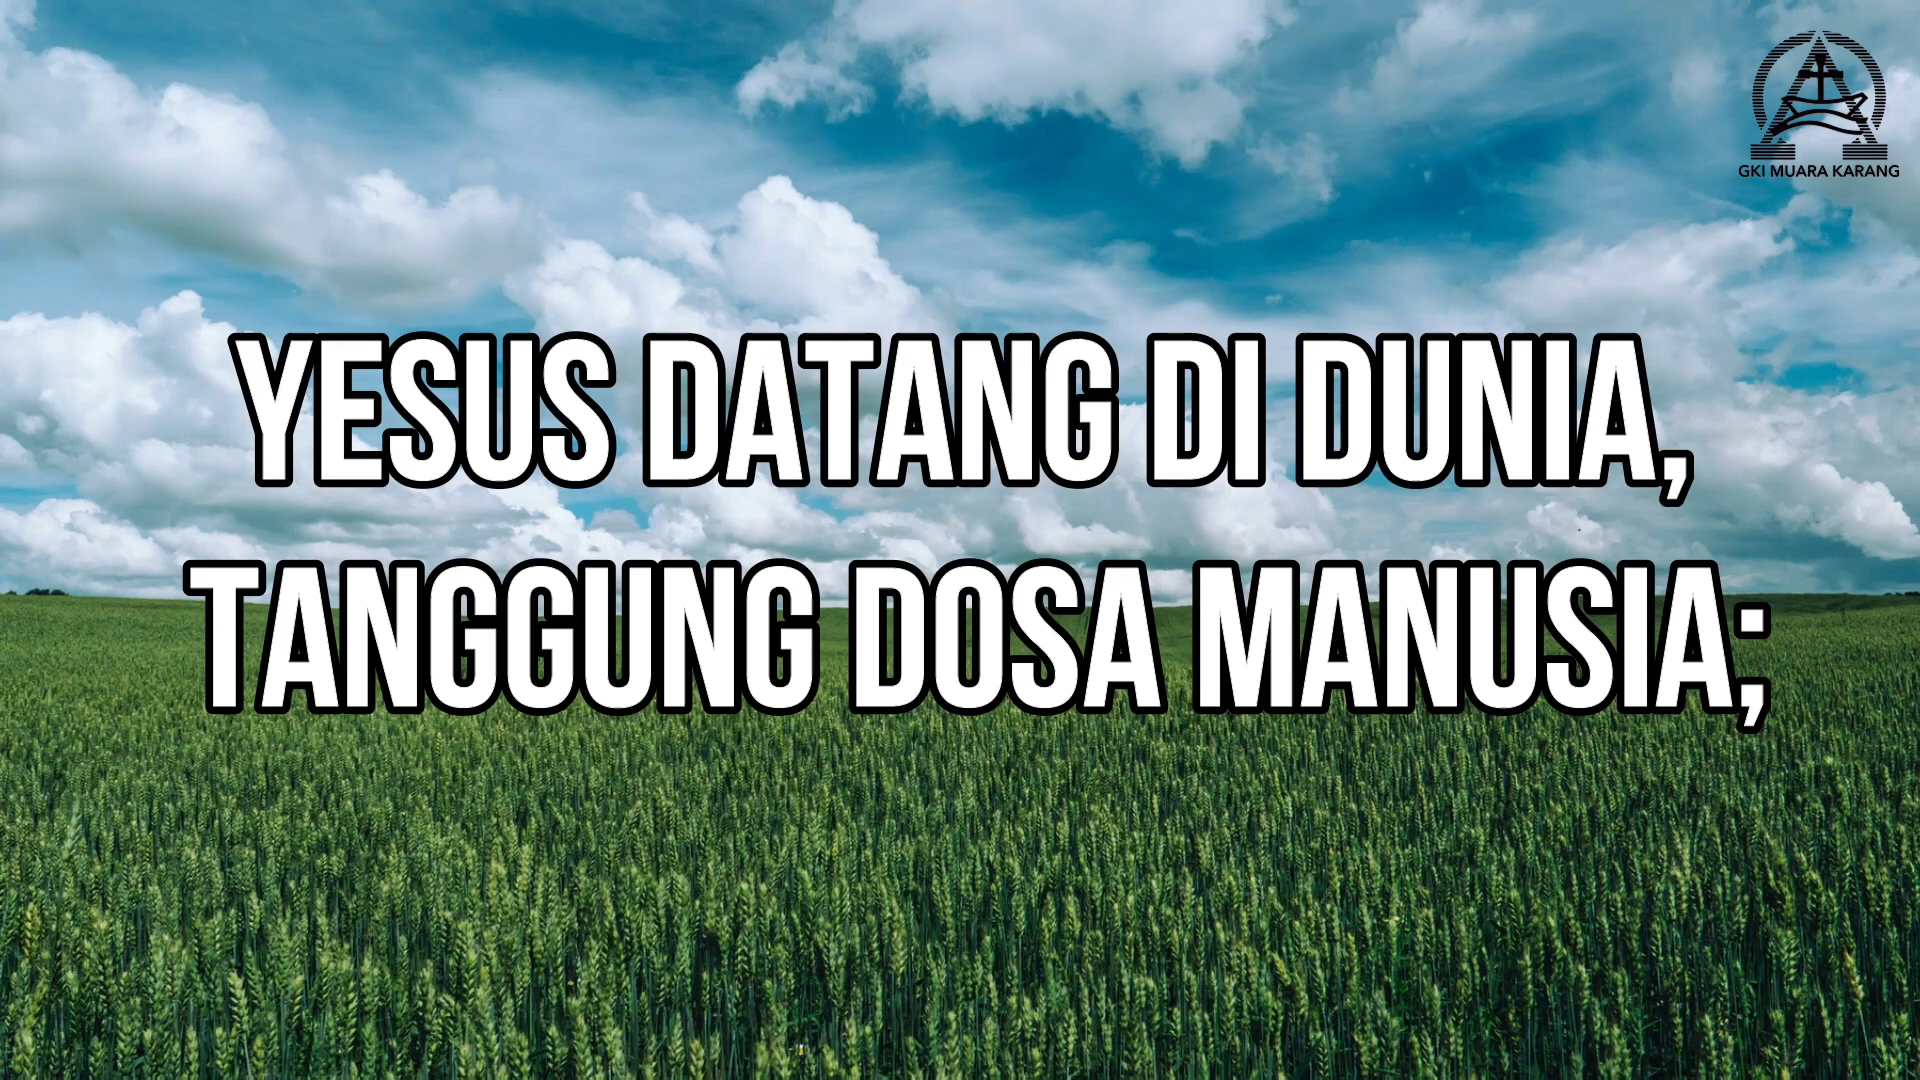 GKI MUARA KARANG
YESUS DATANG DI DUNIA,
TANGGUNG DOSA MANUSIA;